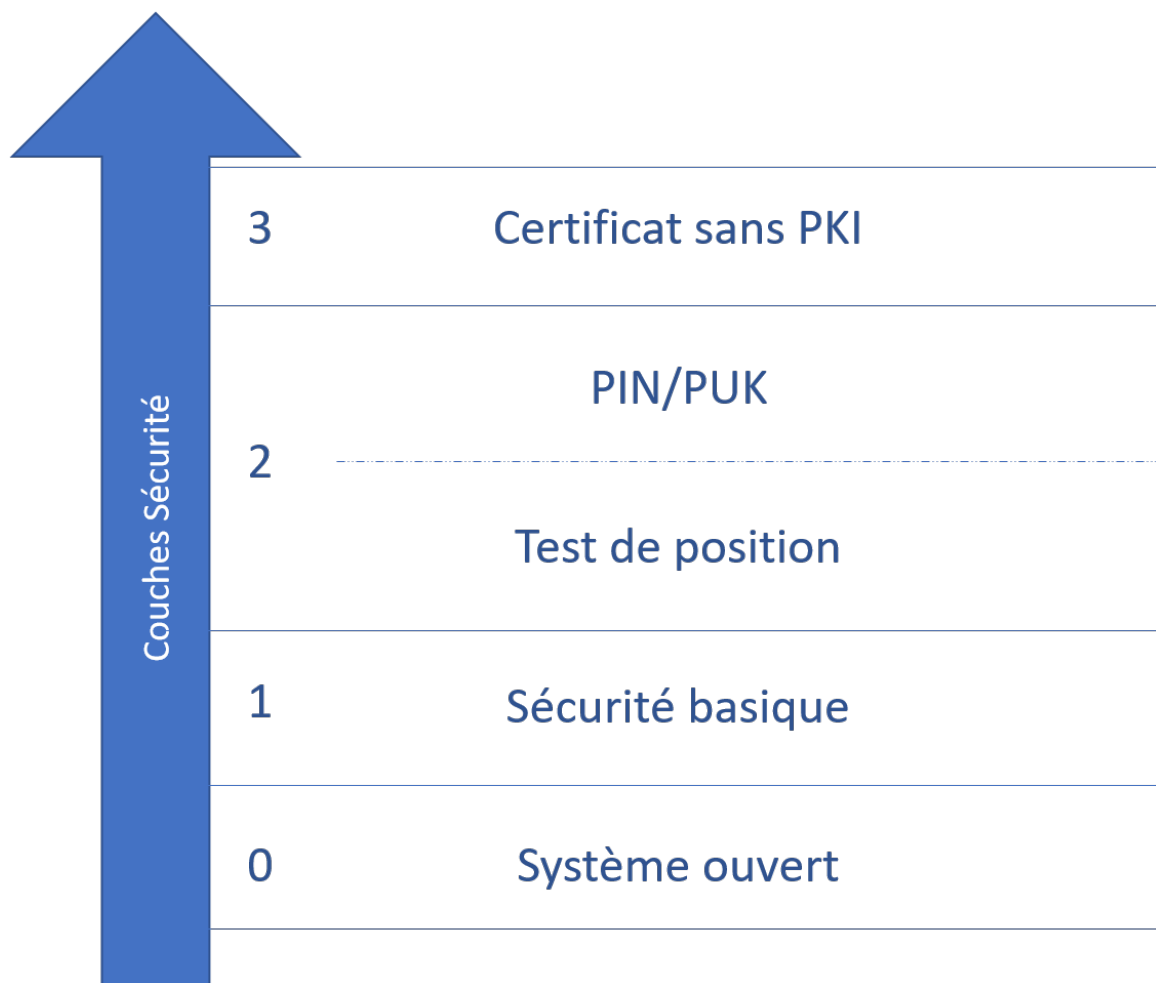 3 Certificat sans PKI
PIN/PUK
2
Test de position
1 Sécurité basique
0 Système ouvert
Couches Sécurité